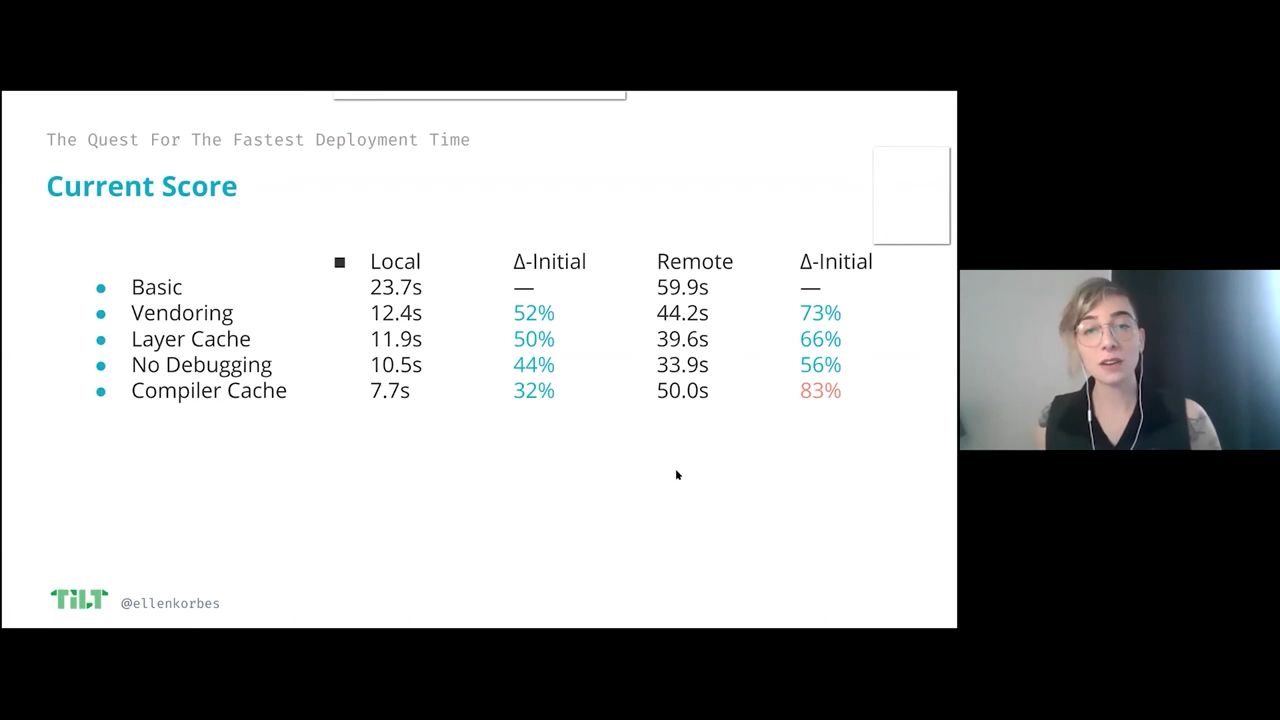 The Quest For The Fastest Deployment Time
Current Score
■ Local Δ-Initial Remote Δ-Initial
● Basic 23.7s — 59.9s —
● Vendoring 12.4s 52% 44.2s 73%
● Layer Cache 11.9s 50% 39.6s 66%
● No Debugging 10.5s 44% 33.9s 56%
● Compiler Cache 7.7s 32% 50.0s 83%
TILT @ellenkorbes